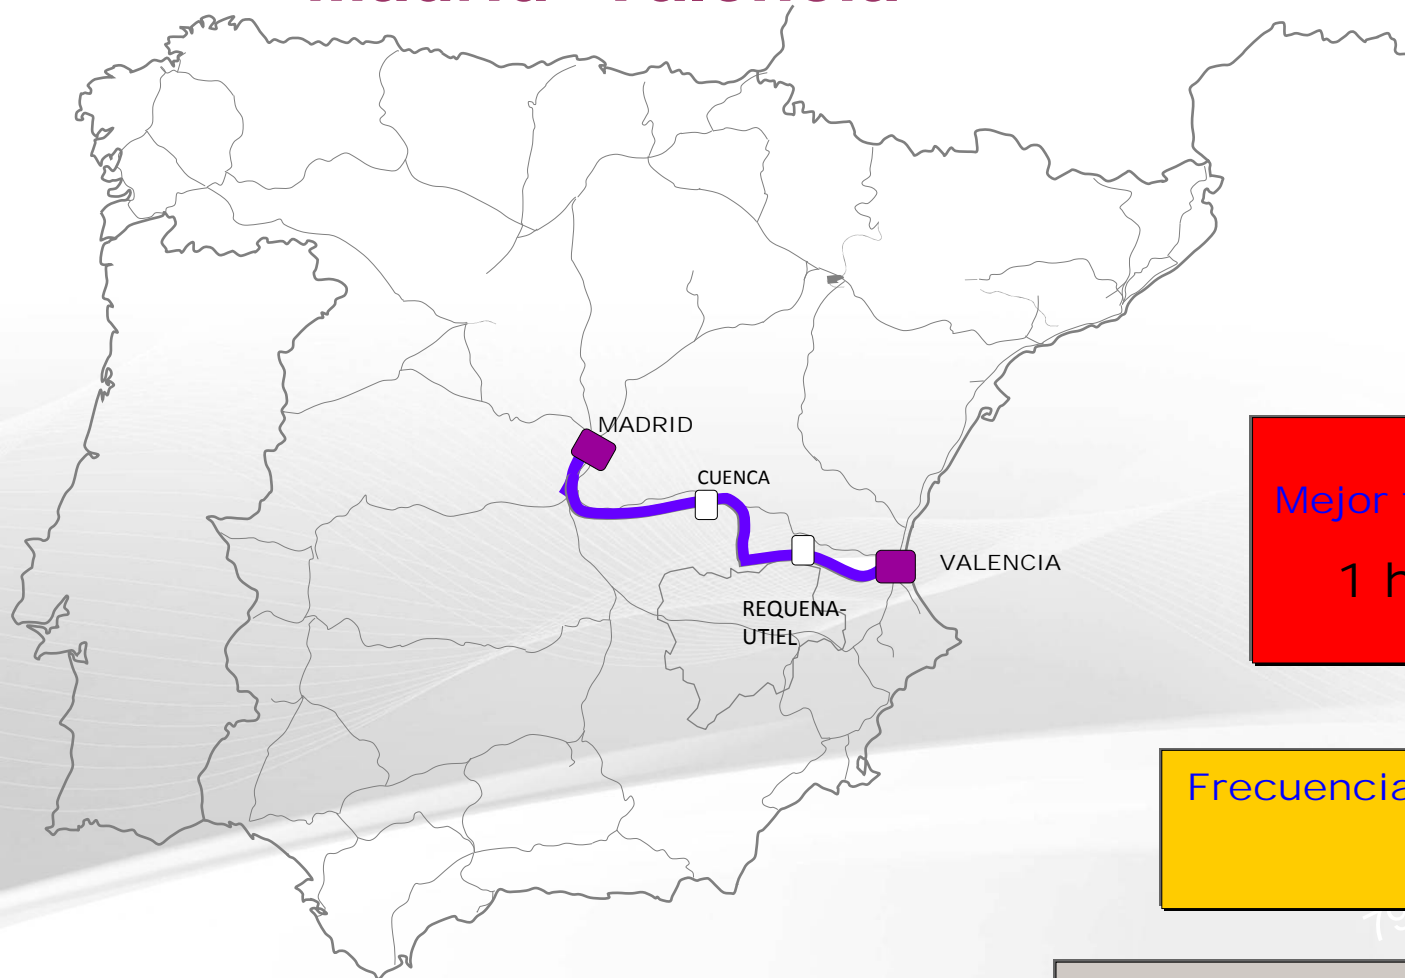 MADRID
CUENCA
VALENCIA
REQUENA-
UTIEL
Mejor
1 h
Frecuencia